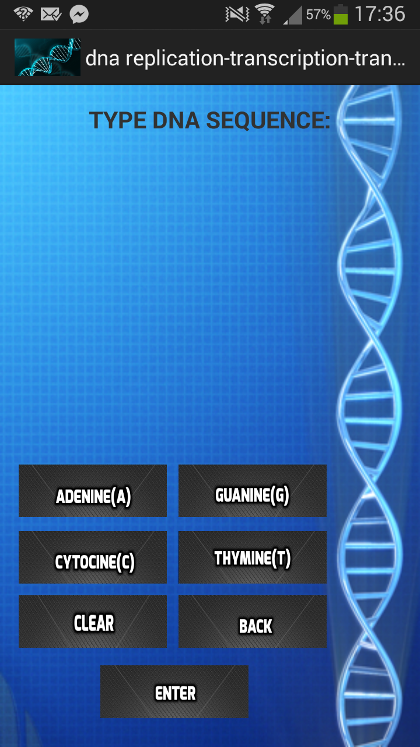 57% 17:36
dna replication-transcription-tran...
TYPE DNA SEQUENCE:
ADENINE(A) GUANINE(G)
CYTOCINE(C) THYMINE(T)
CLEAR BACK
ENTER